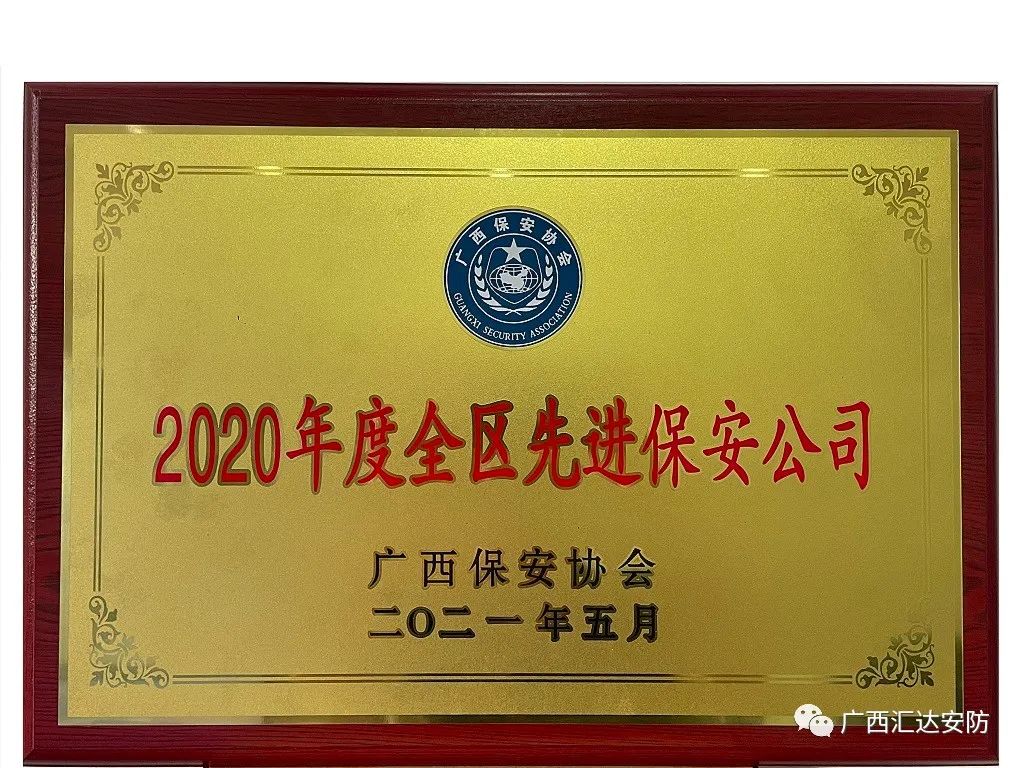 广西保安协会
GUANGXI SECURITY ASSOCIATION
2020年度全区先进保安公司
广西保安协会
二〇二一年五月
广西汇达安防